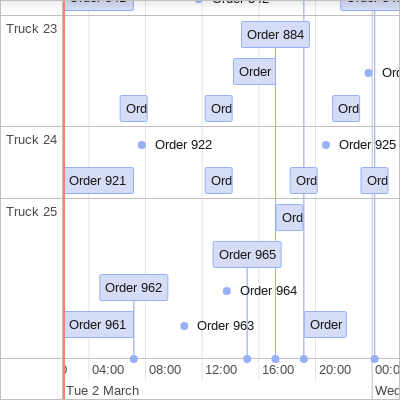 Truck 23
Order 884
Order
Ord
Ord
Ord
Truck 24
Order 922
Order 925
Order 921
Ord
Ord
Ord
Truck 25
Ord
Order 965
Order 962
Order 964
Order 961
Order 963
Order
04:00
08:00
12:00
16:00
20:00
Tue 2 March
Wed